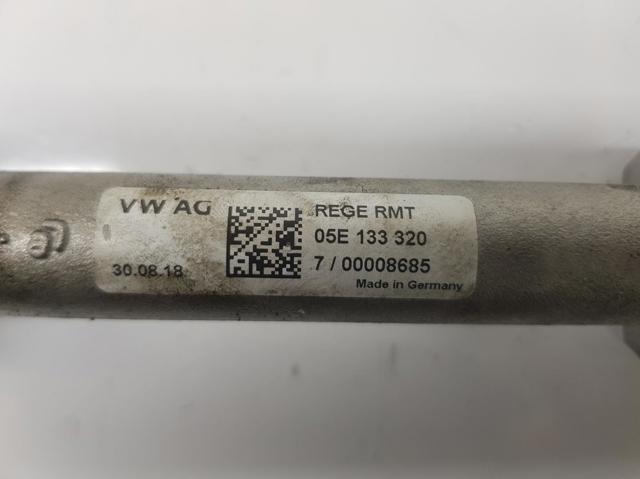 VW AG
30.08.18
REGE RMT
05E 133 320
7 / 00008685
Made in Germany